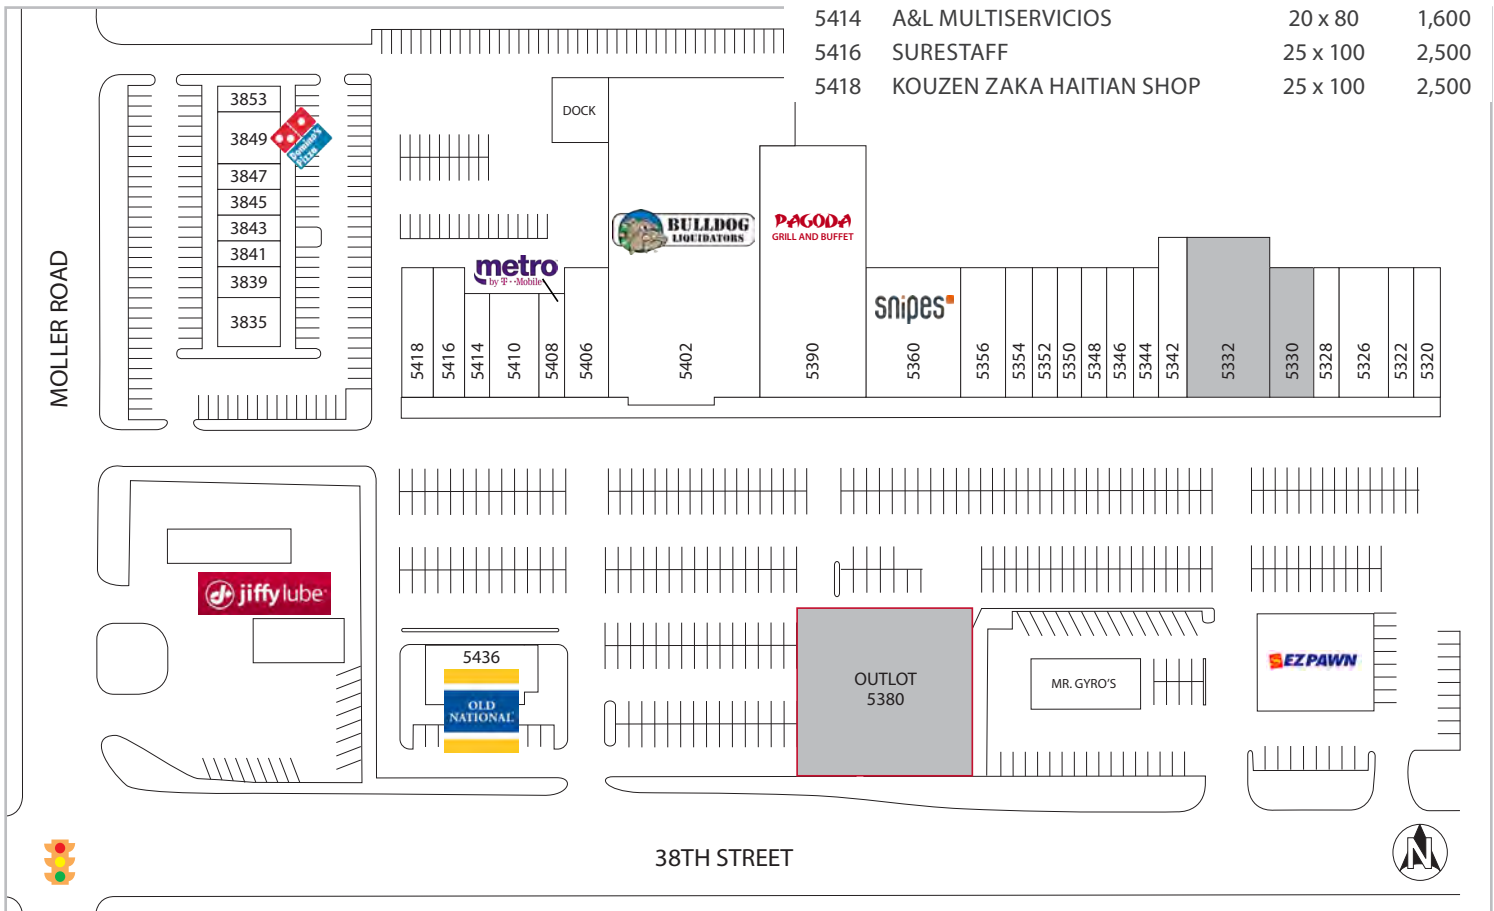 5414 A&L MULTISERVICIOS 20 x 80 1,600
5416 SURESTAFF 25 x 100 2,500
5418 KOUZEN ZAKA HAITIAN SHOP 25 x 100 2,500
3853
3849
Domino's
Pizza
3847
3845
3843
3841
3839
3835
MOLLER ROAD
DOCK
BULLDOG
LIQUIDATORS
PAGODA
GRILL AND BUFFET
metro
by T-Mobile
snipes
5418
5416
5414
5410
5408
5406
5402
5390
5360
5356
5354
5352
5350
5348
5346
5344
5342
5332
5330
5328
5326
5322
5320
jiffy lube
5436
OLD
NATIONAL
OUTLOT
5380
MR. GYRO'S
EZPAWN
38TH STREET
N